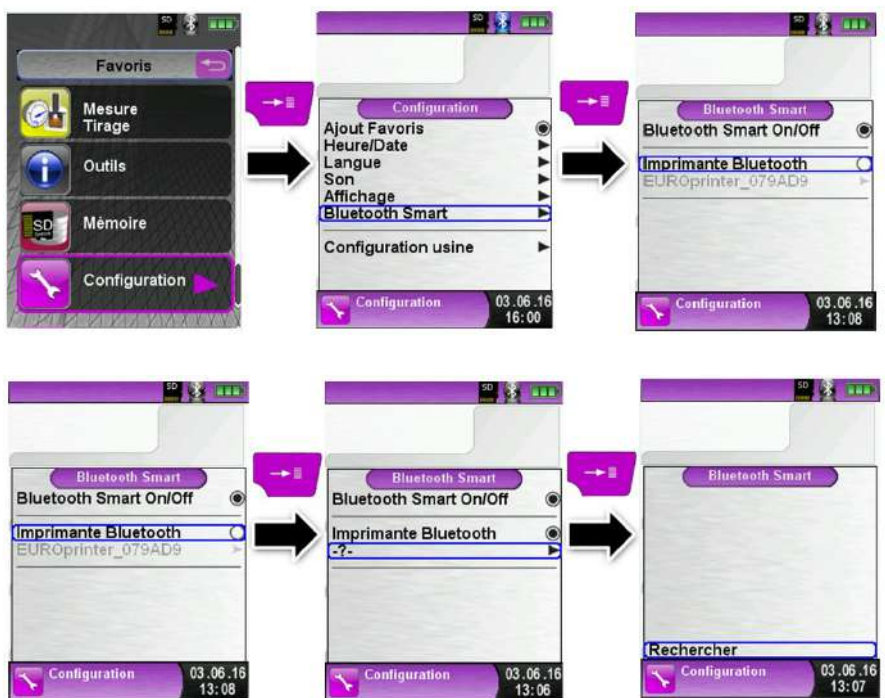 SD
Favoris
Mesure
Tirage
Outils
SD
Mémoire
Configuration
SD
Configuration
Ajout Favoris
Heure/Date
Langue
Son
Affichage
Bluetooth Smart
Configuration usine
Configuration
03.06.16
16:00
SD
Bluetooth Smart
Bluetooth Smart On/Off
Imprimante Bluetooth
EUROprinter_079AD9
Configuration
03.06.16
13:08
SD
Bluetooth Smart
Bluetooth Smart On/Off
Imprimante Bluetooth
EUROprinter_079AD9
Configuration
03.06.16
13:08
SD
Bluetooth Smart
Bluetooth Smart On/Off
Imprimante Bluetooth
-?-
Configuration
03.06.16
13:06
SD
Bluetooth Smart
Rechercher
Configuration
03.06.16
13:07